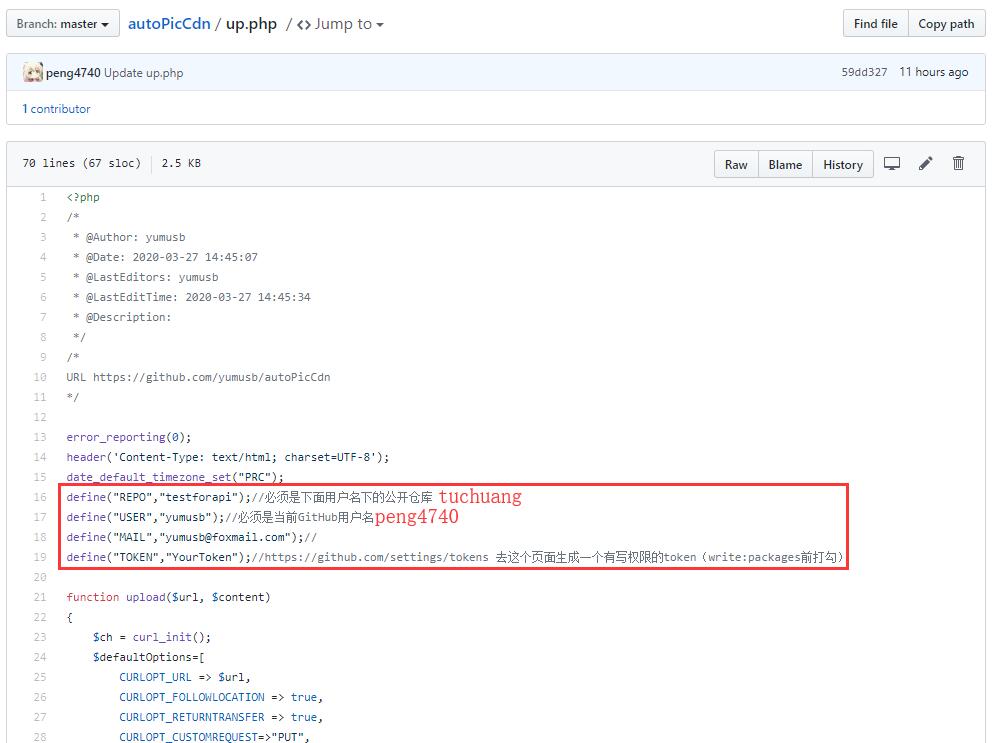 Branch: master autoPicCdn / up.php / <> Jump to Find file Copy path
peng4740 Update up.php 59dd327 11 hours ago
1 contributor
70 lines (67 sloc) 2.5 KB Raw Blame History
1 <?php
2 /*
3 * @Author: yumusb
4 * @Date: 2020-03-27 14:45:07
5 * @LastEditors: yumusb
6 * @LastEditTime: 2020-03-27 14:45:34
7 * @Description:
8 */
9 /*
10 URL https://github.com/yumusb/autoPicCdn
11 */
12
13 error_reporting(0);
14 header('Content-Type: text/html; charset=UTF-8');
15 date_default_timezone_set("PRC");
16 define("REPO","testforapi");//必须是下面用户名下的公开仓库 tuchuang
17 define("USER","yumusb");//必须是当前GitHub用户名peng4740
18 define("MAIL","yumusb@foxmail.com");//
19 define("TOKEN","YourToken");//https://github.com/settings/tokens 去这个页面生成一个有写权限的token（write:packages前打勾）
20
21 function upload($url, $content)
22 {
23 $ch = curl_init();
24 $defaultOptions=[
25 CURLOPT_URL => $url,
26 CURLOPT_FOLLOWLOCATION => true,
27 CURLOPT_RETURNTRANSFER => true,
28 CURLOPT_CUSTOMREQUEST=>"PUT",